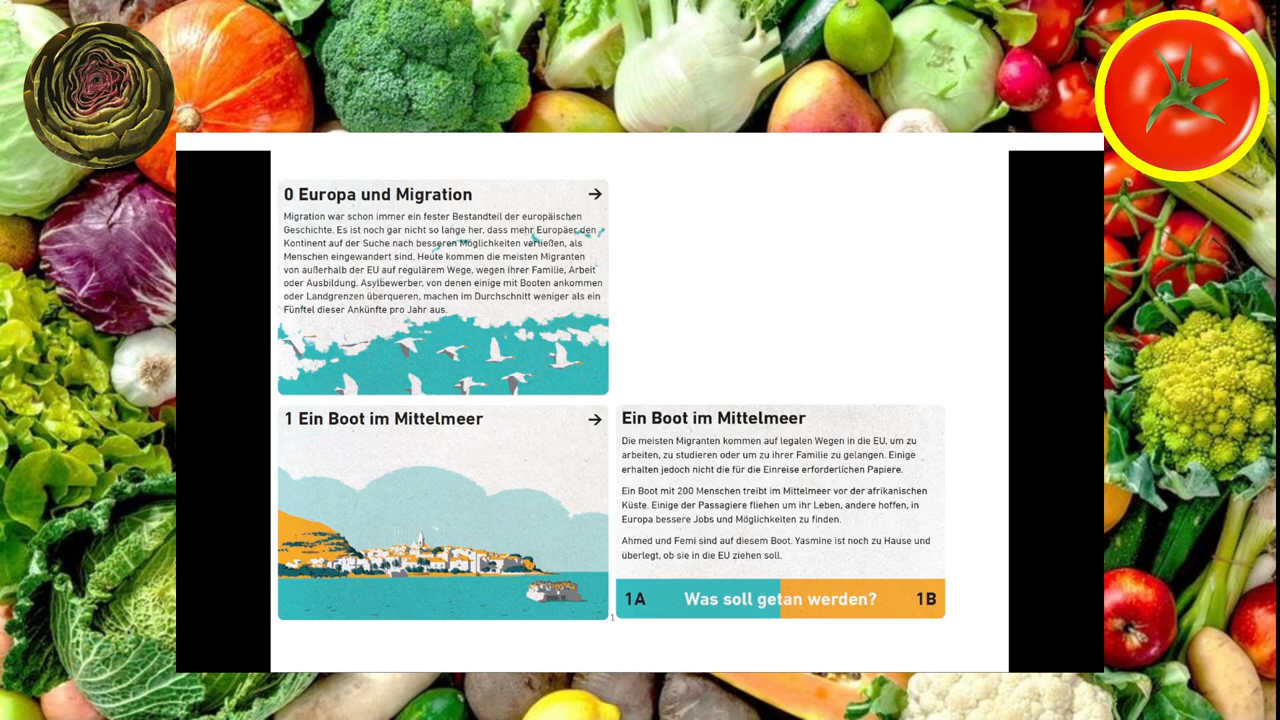 0 Europa und Migration →
Migration war schon immer ein fester Bestandteil der europäischen
Geschichte. Es ist noch gar nicht so lange her, dass mehr Europäer den
Kontinent auf der Suche nach besseren Möglichkeiten verließen, als
Menschen eingewandert sind. Heute kommen die meisten Migranten
von außerhalb der EU auf regulärem Wege, wegen ihrer Familie, Arbeit
oder Ausbildung. Asylbewerber, von denen einige mit Booten ankommen
oder Landgrenzen überqueren, machen im Durchschnitt weniger als ein
Fünftel dieser Ankünfte pro Jahr aus.
1 Ein Boot im Mittelmeer →
Ein Boot im Mittelmeer
Die meisten Migranten kommen auf legalen Wegen in die EU, um zu
arbeiten, zu studieren oder um zu ihrer Familie zu gelangen. Einige
erhalten jedoch nicht die für die Einreise erforderlichen Papiere.
Ein Boot mit 200 Menschen treibt im Mittelmeer vor der afrikanischen
Küste. Einige der Passagiere fliehen um ihr Leben, andere hoffen, in
Europa bessere Jobs und Möglichkeiten zu finden.
Ahmed und Femi sind auf diesem Boot. Yasmine ist noch zu Hause und
überlegt, ob sie in die EU ziehen soll.
1A Was soll getan werden? 1B
1